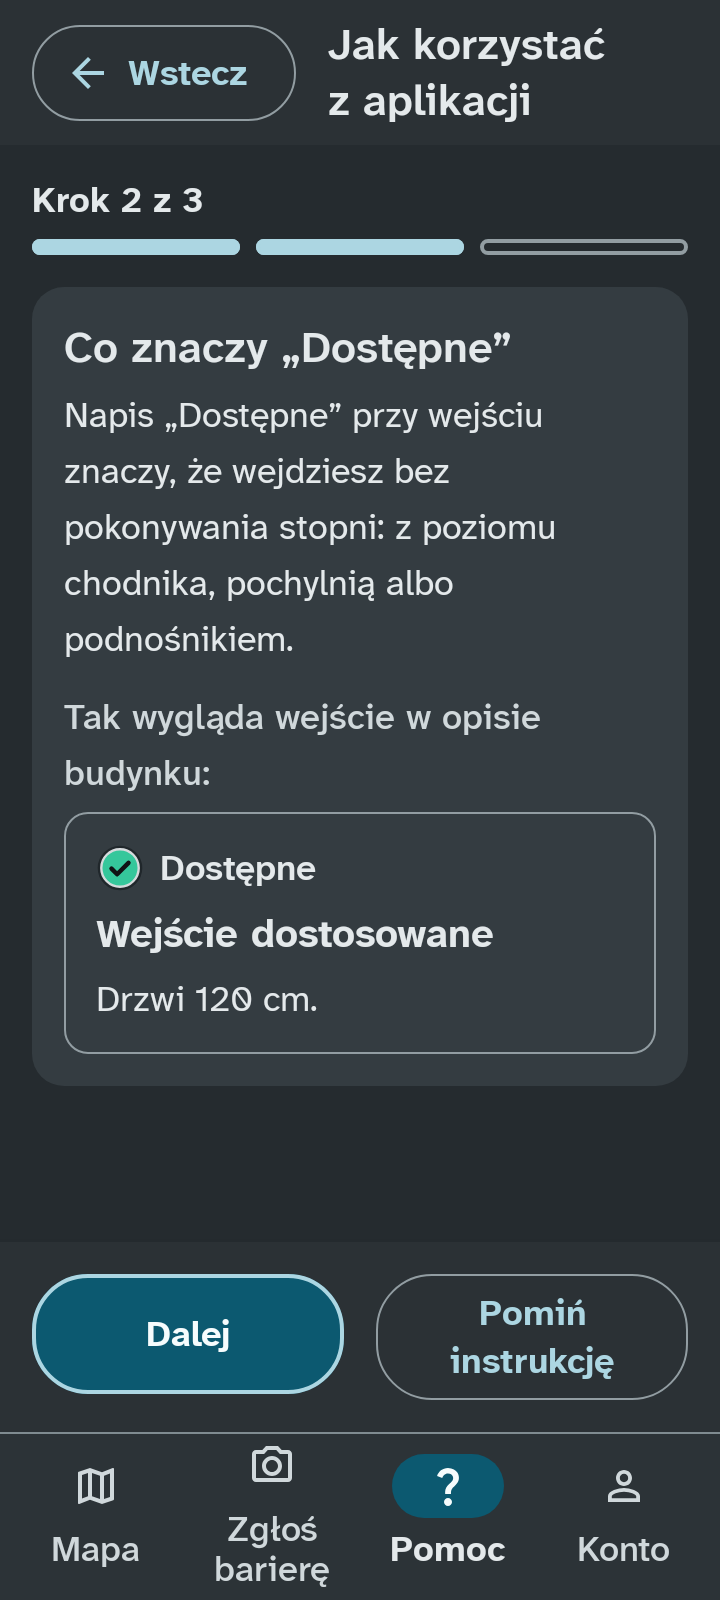 Wstecz
Jak korzystać
z aplikacji
Krok 2 z 3
Co znaczy „Dostępne”
Napis „Dostępne” przy wejściu
znaczy, że wejdziesz bez
pokonywania stopni: z poziomu
chodnika, pochylnią albo
podnośnikiem.
Tak wygląda wejście w opisie
budynku:
Dostępne
Wejście dostosowane
Drzwi 120 cm.
Dalej
Pomiń
instrukcję
Mapa
Zgłoś
barierę
Pomoc
Konto